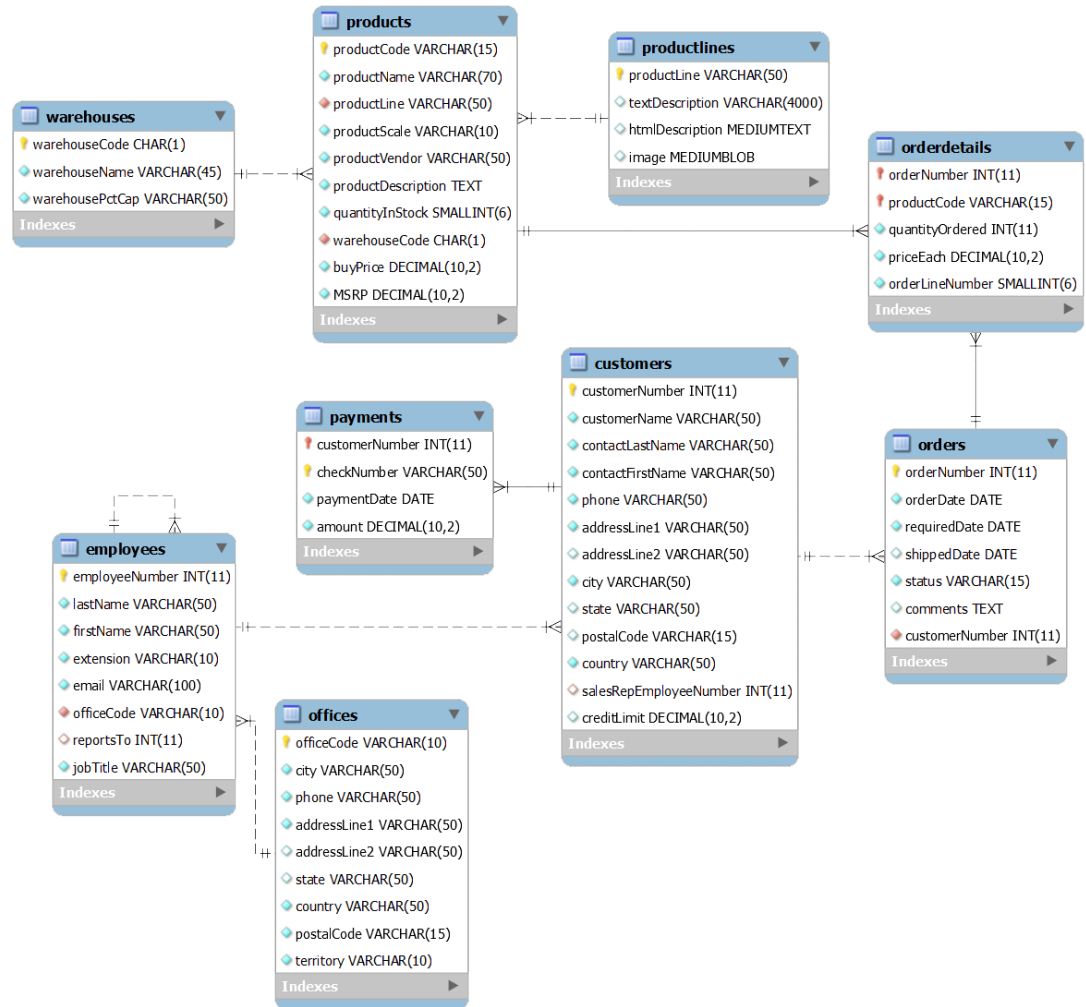 products
productCode VARCHAR(15)
productName VARCHAR(70)
productLine VARCHAR(50)
productScale VARCHAR(10)
productVendor VARCHAR(50)
productDescription TEXT
quantityInStock SMALLINT(6)
warehouseCode CHAR(1)
buyPrice DECIMAL(10,2)
MSRP DECIMAL(10,2)
Indexes
productlines
productLine VARCHAR(50)
textDescription VARCHAR(4000)
htmlDescription MEDIUMTEXT
image MEDIUMBLOB
Indexes
warehouses
warehouseCode CHAR(1)
warehouseName VARCHAR(45)
warehousePctCap VARCHAR(50)
Indexes
orderdetails
orderNumber INT(11)
productCode VARCHAR(15)
quantityOrdered INT(11)
priceEach DECIMAL(10,2)
orderLineNumber SMALLINT(6)
Indexes
customers
customerNumber INT(11)
customerName VARCHAR(50)
contactLastName VARCHAR(50)
contactFirstName VARCHAR(50)
phone VARCHAR(50)
addressLine1 VARCHAR(50)
addressLine2 VARCHAR(50)
city VARCHAR(50)
state VARCHAR(50)
postalCode VARCHAR(15)
country VARCHAR(50)
salesRepEmployeeNumber INT(11)
creditLimit DECIMAL(10,2)
Indexes
payments
customerNumber INT(11)
checkNumber VARCHAR(50)
paymentDate DATE
amount DECIMAL(10,2)
Indexes
orders
orderNumber INT(11)
orderDate DATE
requiredDate DATE
shippedDate DATE
status VARCHAR(15)
comments TEXT
customerNumber INT(11)
Indexes
employees
employeeNumber INT(11)
lastName VARCHAR(50)
firstName VARCHAR(50)
extension VARCHAR(10)
email VARCHAR(100)
officeCode VARCHAR(10)
reportsTo INT(11)
jobTitle VARCHAR(50)
Indexes
offices
officeCode VARCHAR(10)
city VARCHAR(50)
phone VARCHAR(50)
addressLine1 VARCHAR(50)
addressLine2 VARCHAR(50)
state VARCHAR(50)
country VARCHAR(50)
postalCode VARCHAR(15)
territory VARCHAR(10)
Indexes